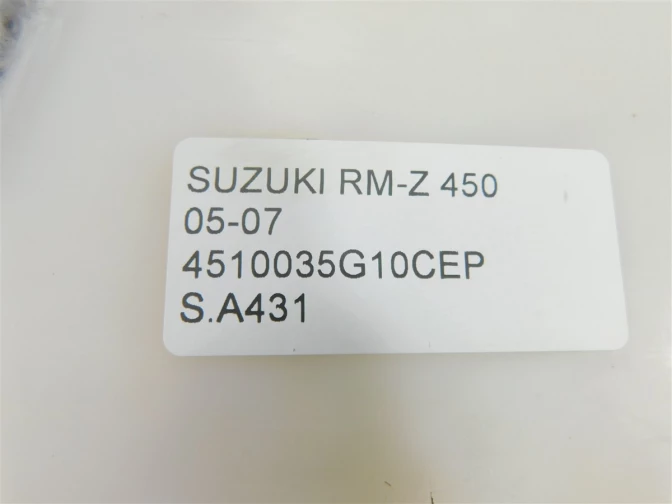 SUZUKI RM-Z 450
05-07
4510035G10CEP
S.A431